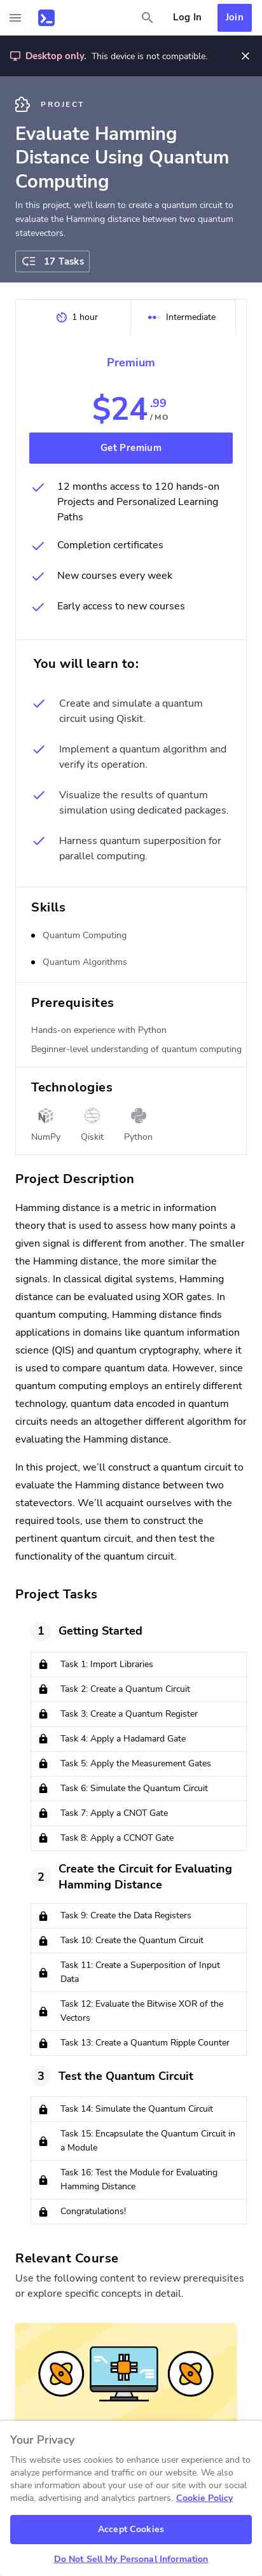 Log In
Join
Desktop only. This device is not compatible.
PROJECT
Evaluate Hamming
Distance Using Quantum
Computing
In this project, we'll learn to create a quantum circuit to
evaluate the Hamming distance between two quantum
statevectors.
17 Tasks
1 hour
Intermediate
Premium
$24.99
/ MO
Get Premium
12 months access to 120 hands-on
Projects and Personalized Learning
Paths
Completion certificates
New courses every week
Early access to new courses
You will learn to:
Create and simulate a quantum
circuit using Qiskit.
Implement a quantum algorithm and
verify its operation.
Visualize the results of quantum
simulation using dedicated packages.
Harness quantum superposition for
parallel computing.
Skills
Quantum Computing
Quantum Algorithms
Prerequisites
Hands-on experience with Python
Beginner-level understanding of quantum computing
Technologies
NumPy
Qiskit
Python
Project Description
Hamming distance is a metric in information
theory that is used to assess how many points a
given signal is different from another. The smaller
the Hamming distance, the more similar the
signals. In classical digital systems, Hamming
distance can be evaluated using XOR gates. In
quantum computing, Hamming distance finds
applications in domains like quantum information
science (QIS) and quantum cryptography, where it
is used to compare quantum data. However, since
quantum computing employs an entirely different
technology, quantum data encoded in quantum
circuits needs an altogether different algorithm for
evaluating the Hamming distance.
In this project, we'll construct a quantum circuit to
evaluate the Hamming distance between two
statevectors. We'll acquaint ourselves with the
required tools, use them to construct the
pertinent quantum circuit, and then test the
functionality of the quantum circuit.
Project Tasks
1 Getting Started
Task 1: Import Libraries
Task 2: Create a Quantum Circuit
Task 3: Create a Quantum Register
Task 4: Apply a Hadamard Gate
Task 5: Apply the Measurement Gates
Task 6: Simulate the Quantum Circuit
Task 7: Apply a CNOT Gate
Task 8: Apply a CCNOT Gate
2 Create the Circuit for Evaluating
Hamming Distance
Task 9: Create the Data Registers
Task 10: Create the Quantum Circuit
Task 11: Create a Superposition of Input
Data
Task 12: Evaluate the Bitwise XOR of the
Vectors
Task 13: Create a Quantum Ripple Counter
3 Test the Quantum Circuit
Task 14: Simulate the Quantum Circuit
Task 15: Encapsulate the Quantum Circuit in
a Module
Task 16: Test the Module for Evaluating
Hamming Distance
Congratulations!
Relevant Course
Use the following content to review prerequisites
or explore specific concepts in detail.
Your Privacy
This website uses cookies to enhance user experience and to
analyze performance and traffic on our website. We also
share information about your use of our site with our social
media, advertising and analytics partners. Cookie Policy
Accept Cookies
Do Not Sell My Personal Information